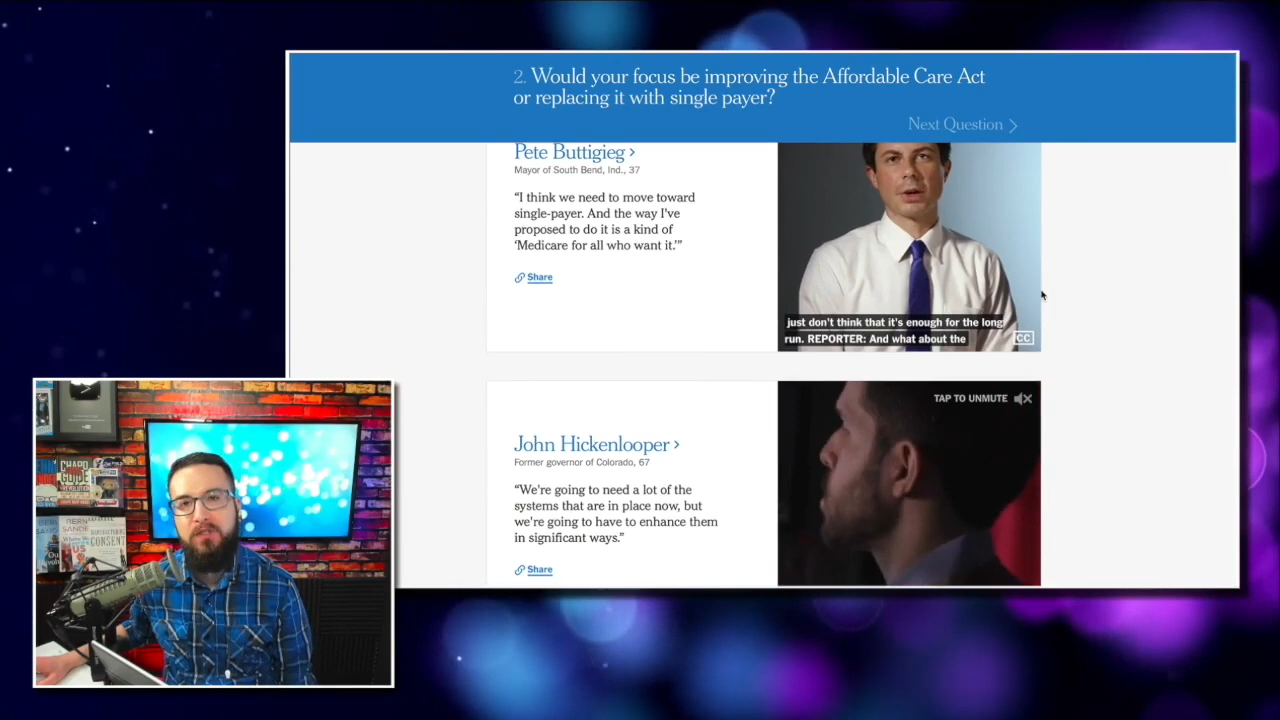 2. Would your focus be improving the Affordable Care Act
or replacing it with single payer?
Next Question >
Pete Buttigieg >
Mayor of South Bend, Ind., 37
“I think we need to move toward
single-payer. And the way I've
proposed to do it is a kind of
‘Medicare for all who want it.’”
Share
just don't think that it's enough for the long
run. REPORTER: And what about the
CC
TAP TO UNMUTE
John Hickenlooper >
Former governor of Colorado, 67
“We're going to need a lot of the
systems that are in place now, but
we're going to have to enhance them
in significant ways.”
Share
CHAPO
GUIDE
BERN
SANDE
CONSENT